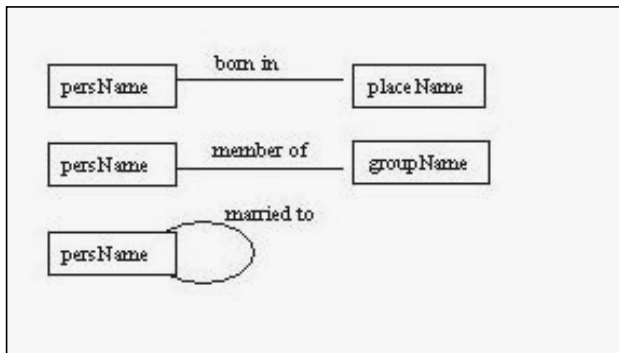 born in
persName placeName
member of
persName groupName
married to
persName